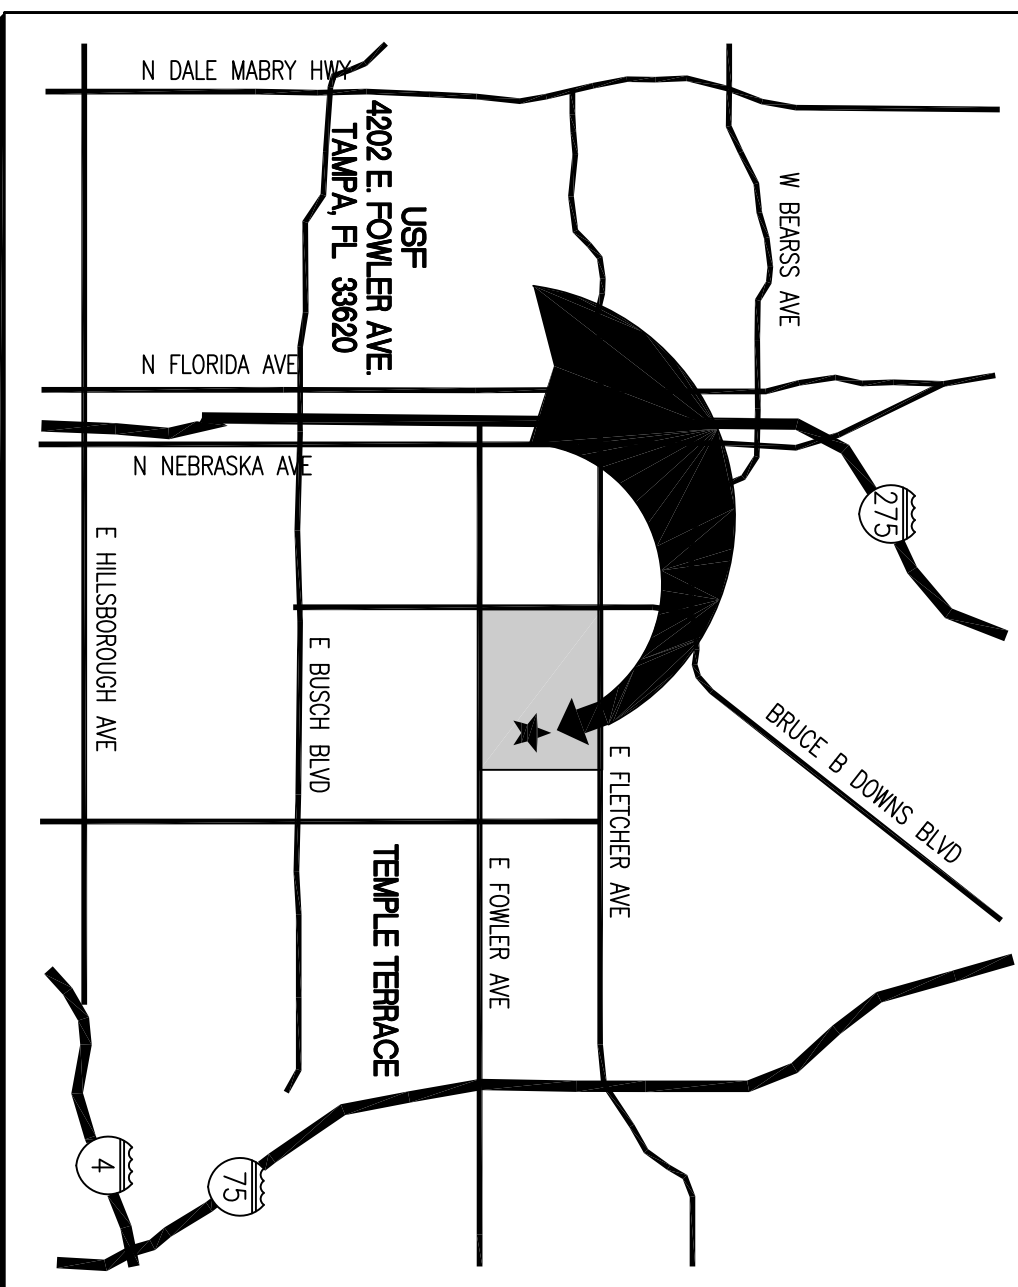 N DALE MABRY HWY
USF
4202 E. FOWLER AVE.
TAMPA, FL 33620
W BEARSS AVE
N FLORIDA AVE
N NEBRASKA AVE
275
E HILLSBOROUGH AVE
E BUSCH BLVD
E FLETCHER AVE
BRUCE B DOWNS BLVD
TEMPLE TERRACE
E FOWLER AVE
4
75